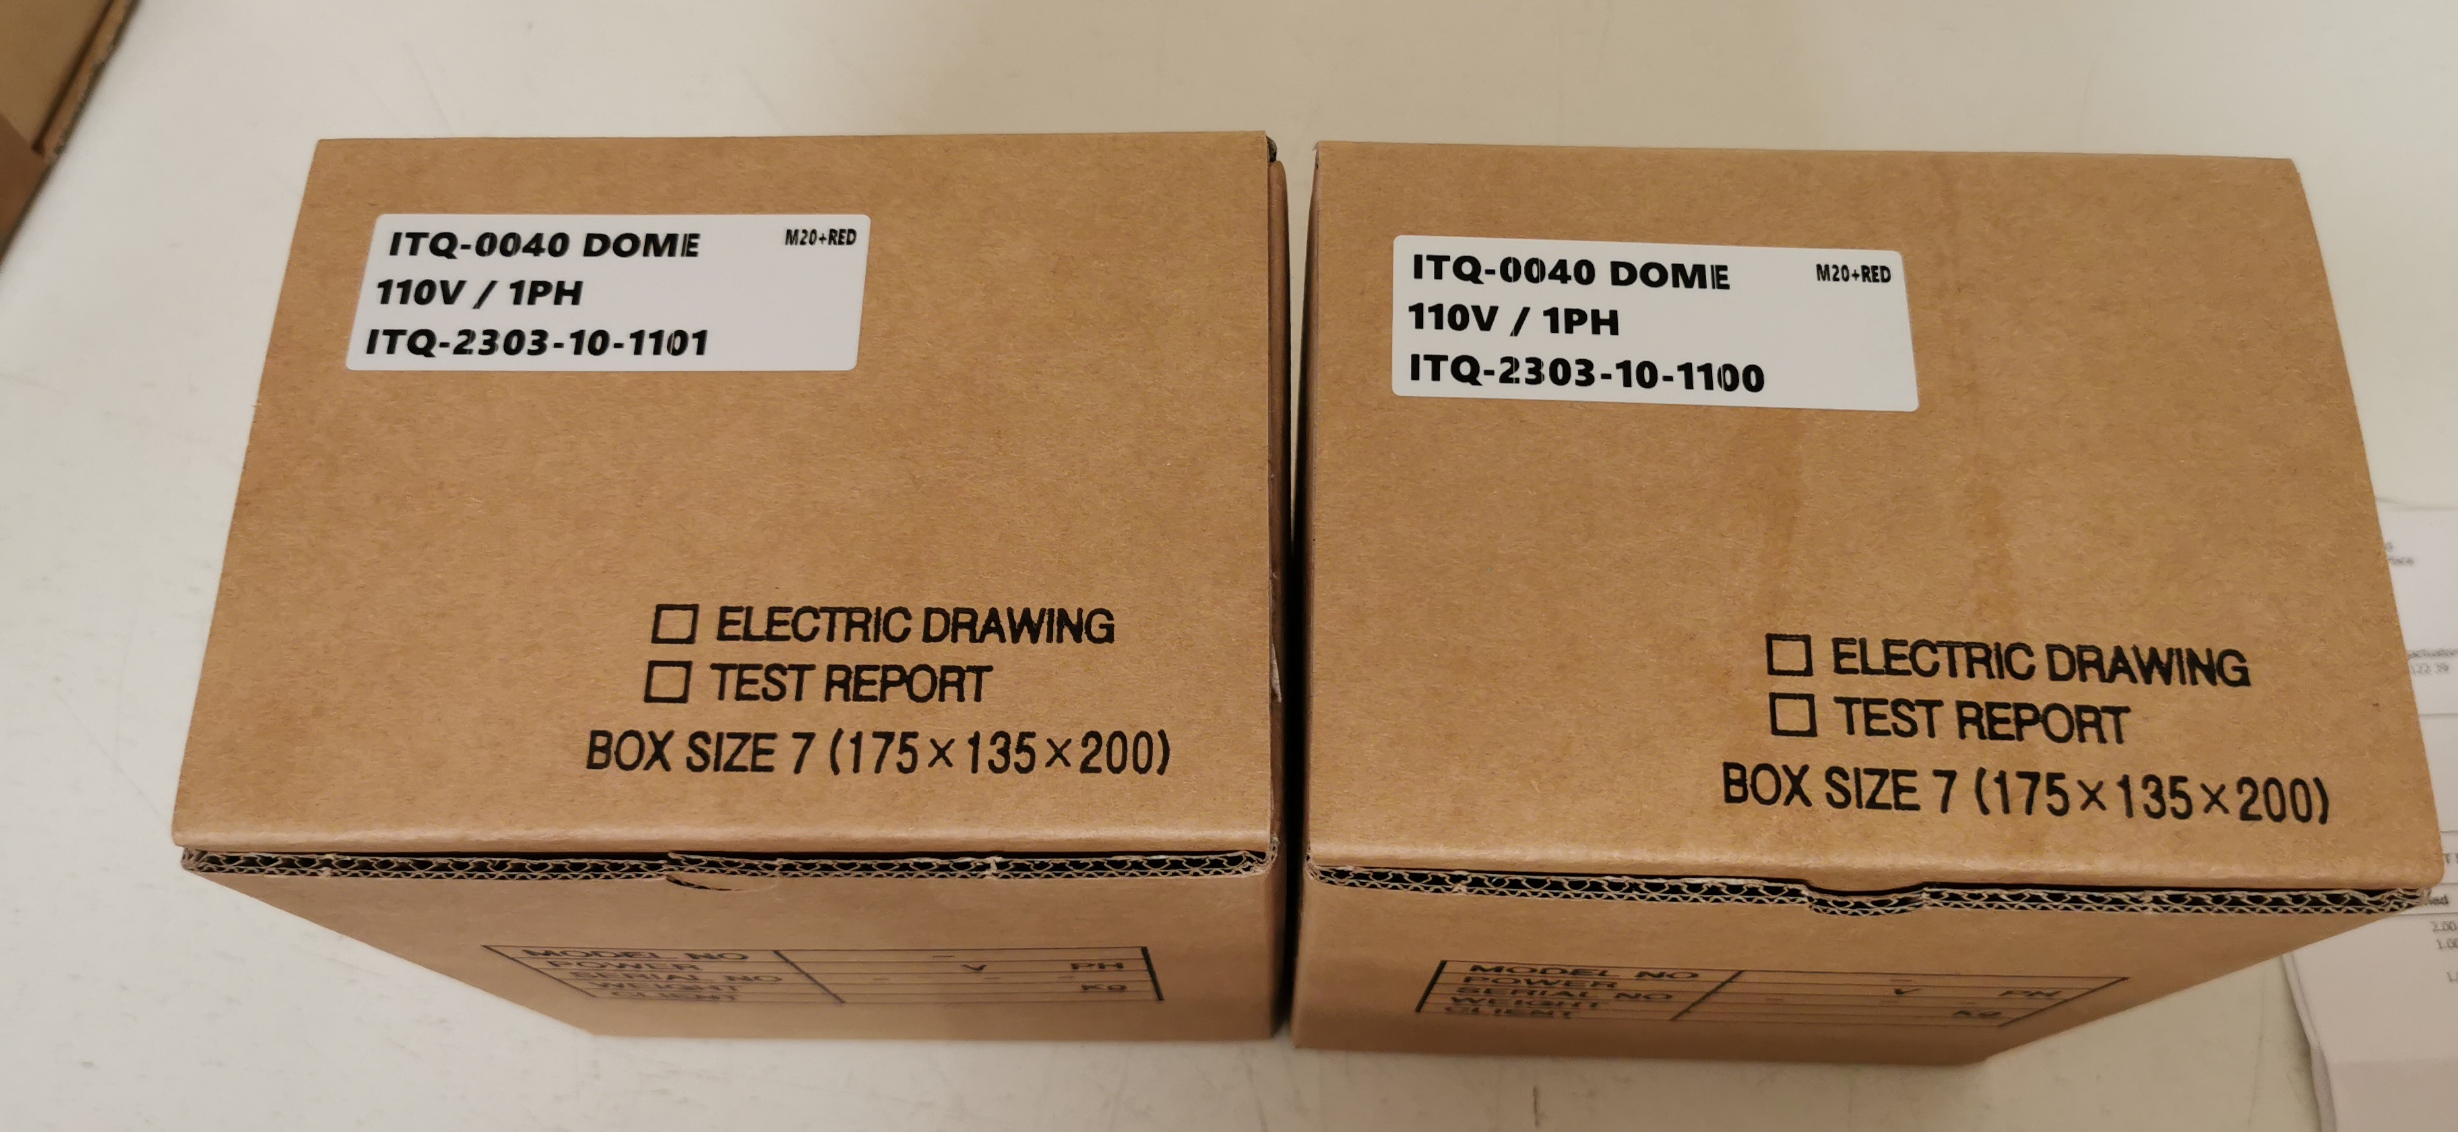 ITQ-0040 DOME M20+RED
110V / 1PH
ITQ-2303-10-1101
☐ ELECTRIC DRAWING
☐ TEST REPORT
BOX SIZE 7 (175×135×200)
MODEL NO -
POWER V PH
SERIAL NO - - -
WEIGHT Kg
CLIENT
ITQ-0040 DOME M20+RED
110V / 1PH
ITQ-2303-10-1100
☐ ELECTRIC DRAWING
☐ TEST REPORT
BOX SIZE 7 (175×135×200)
MODEL NO -
POWER V PH
SERIAL NO - - -
WEIGHT Kg
CLIENT